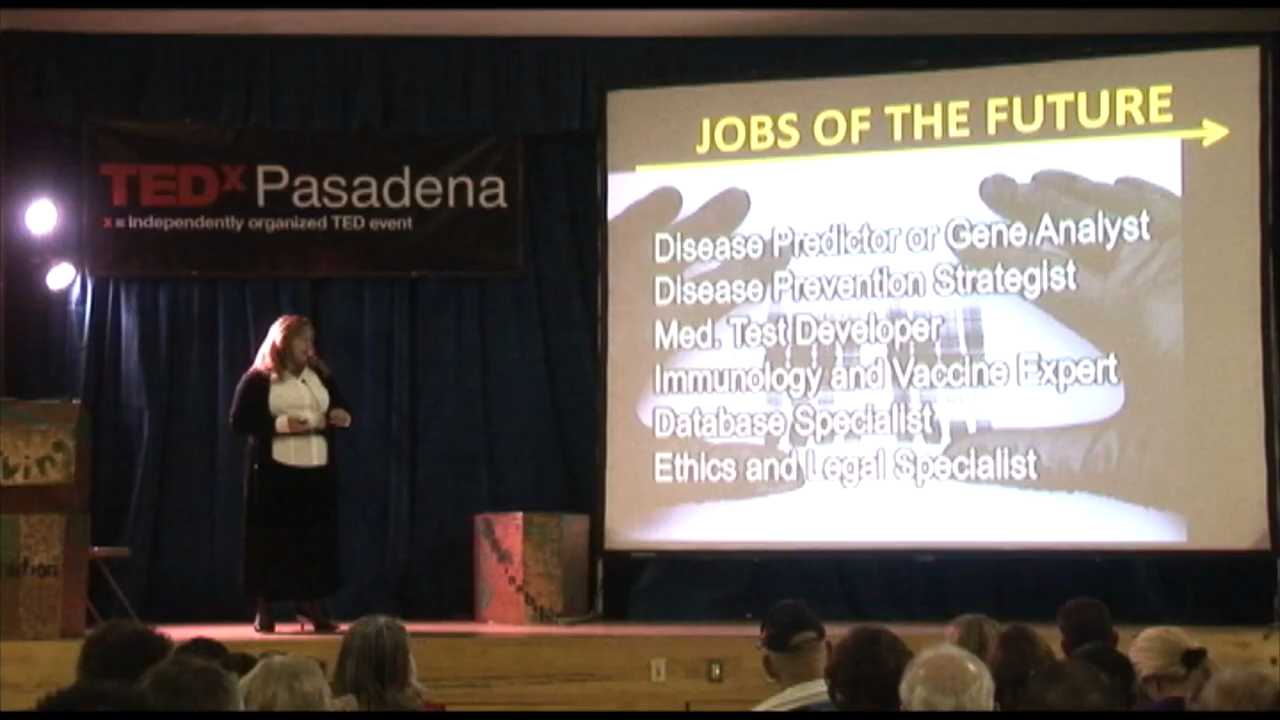 TEDx Pasadena
x = independently organized TED event
JOBS OF THE FUTURE
Disease Predictor or Gene Analyst
Disease Prevention Strategist
Med. Test Developer
Immunology and Vaccine Expert
Database Specialist
Ethics and Legal Specialist